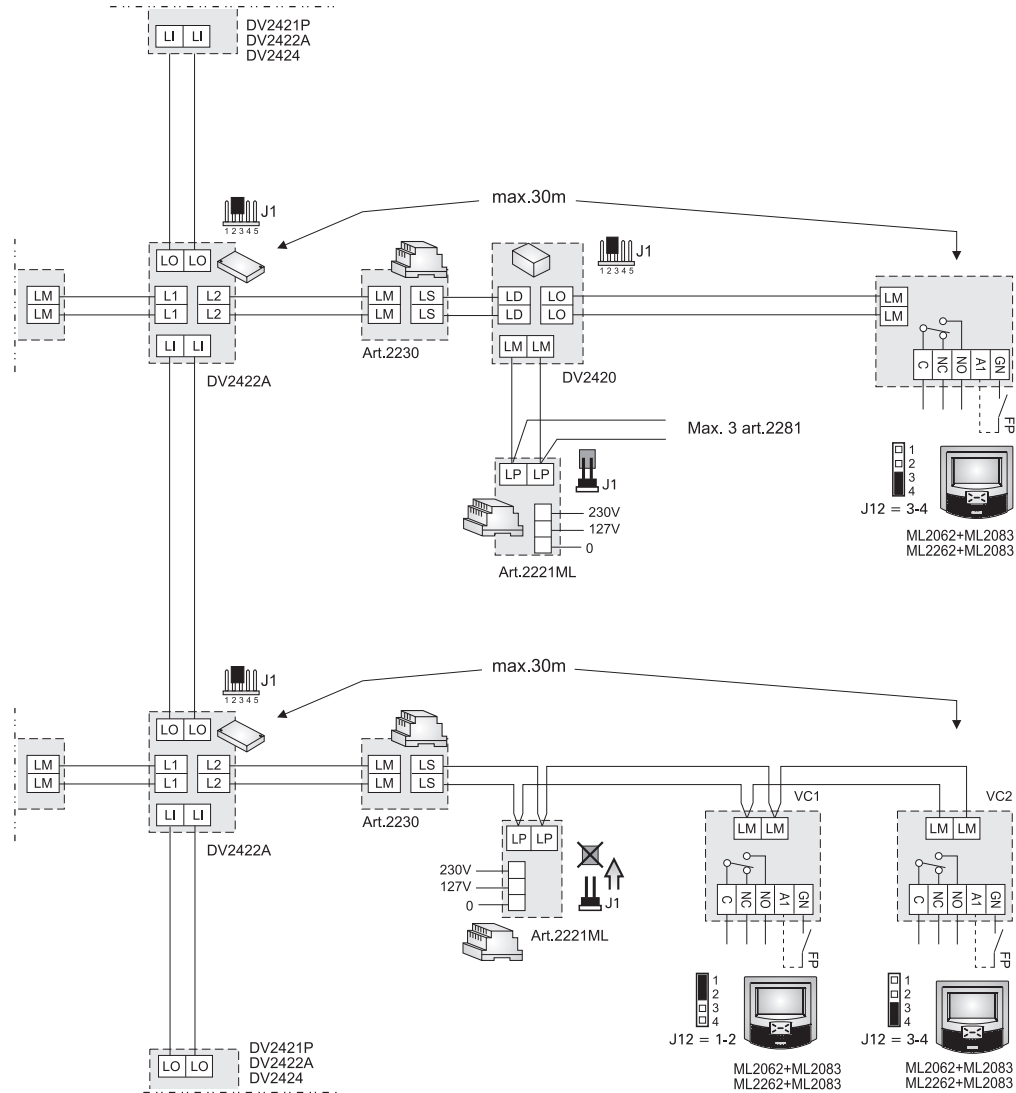 LI LI
DV2421P
DV2422A
DV2424
J1
1 2 3 4 5
max.30m
J1
1 2 3 4 5
LO LO
LM
LM
L1 L2
L1 L2
LI LI
DV2422A
LM LS
LM LS
Art.2230
LD LO
LD LO
LM LM
DV2420
LM
LM
C NC NO A1 GN
FP
Max. 3 art.2281
LP LP
J1
230V
127V
0
Art.2221ML
1
2
3
4
J12 = 3-4
ML2062+ML2083
ML2262+ML2083
J1
1 2 3 4 5
max.30m
LO LO
LM
LM
L1 L2
L1 L2
LI LI
DV2422A
LM LS
LM LS
Art.2230
VC1
VC2
LP LP
230V
127V
0
J1
Art.2221ML
LM LM
C NC NO A1 GN
FP
LM LM
C NC NO A1 GN
FP
1
2
3
4
J12 = 1-2
ML2062+ML2083
ML2262+ML2083
1
2
3
4
J12 = 3-4
ML2062+ML2083
ML2262+ML2083
LO LO
DV2421P
DV2422A
DV2424